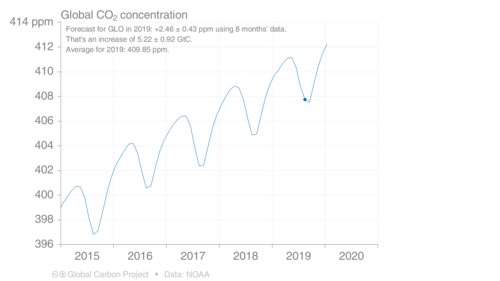 Global CO₂ concentration
414 ppm
Forecast for GLO in 2019: +2.46 ± 0.43 ppm using 8 months' data.
That's an increase of 5.22 ± 0.92 GtC.
Average for 2019: 409.85 ppm.
412
410
408
406
404
402
400
398
396
2015 2016 2017 2018 2019 2020
Global Carbon Project • Data: NOAA